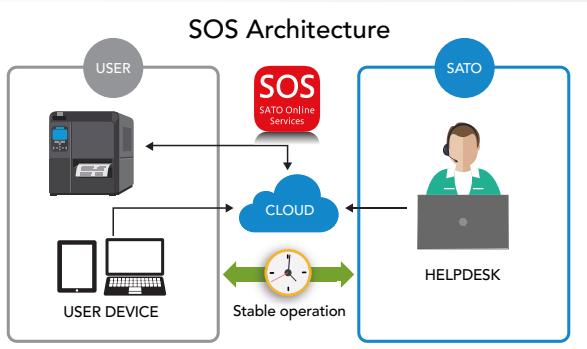 SOS Architecture
USER
SATO
SOS
SATO Online
Services
CLOUD
USER DEVICE
Stable operation
HELPDESK